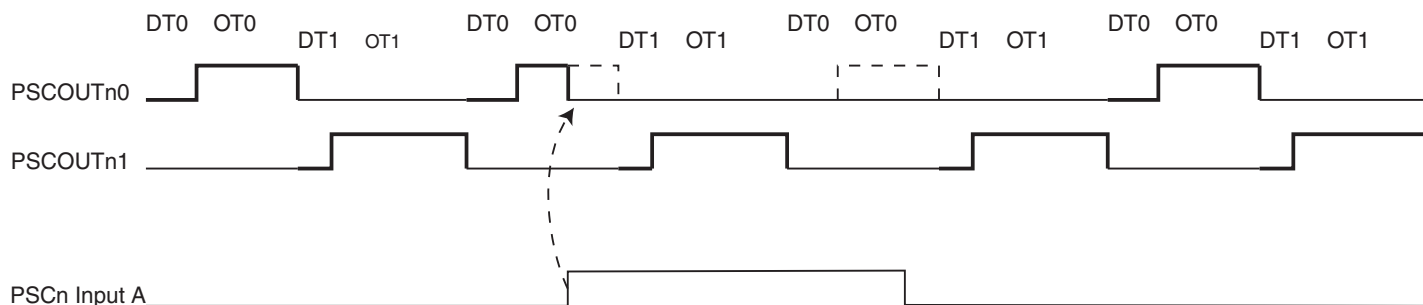 DT0 OT0 DT0 OT0 DT0 OT0 DT0 OT0
DT1 OT1 DT1 OT1 DT1 OT1 DT1 OT1
PSCOUTn0
PSCOUTn1
PSCn Input A